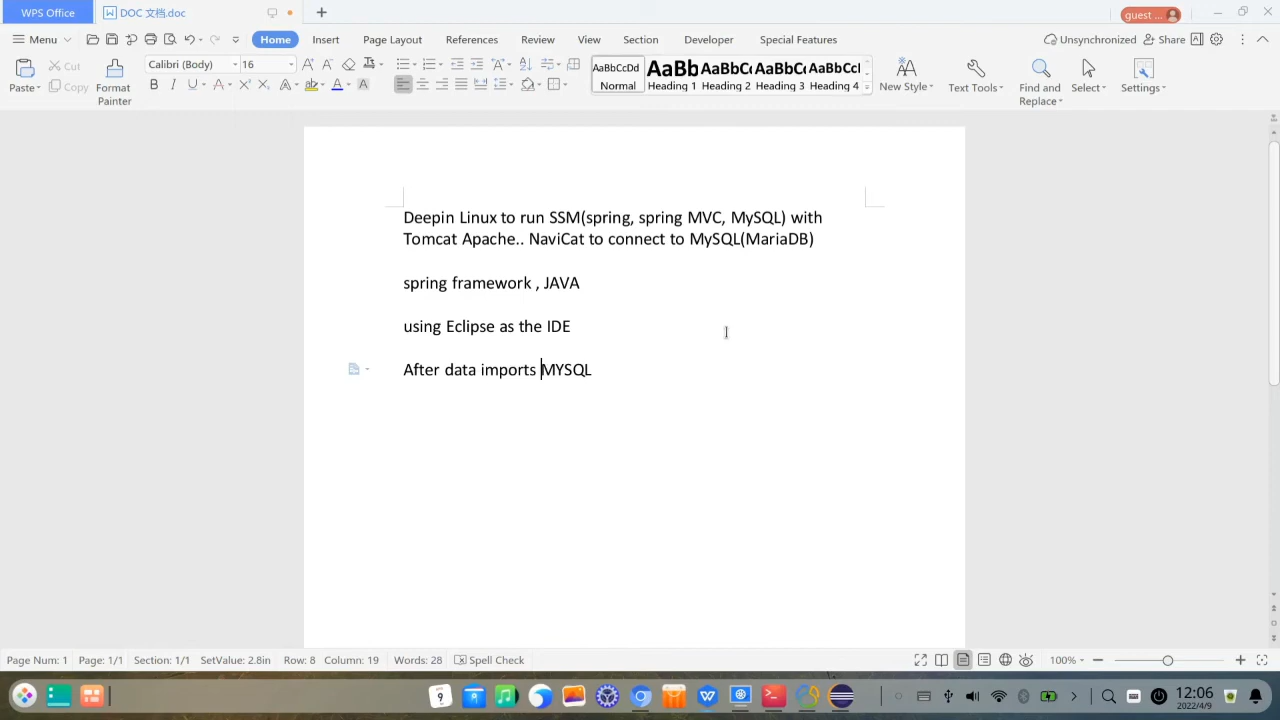 WPS Office
DOC 文档.doc
guest ...
Menu
Home
Insert
Page Layout
References
Review
View
Section
Developer
Special Features
Unsynchronized
Share
Paste
Cut
Copy
Format
Painter
Calibri (Body)
16
AaBbCcDd
Normal
AaBb
Heading 1
AaBbC
Heading 2
AaBbC
Heading 3
AaBbCcl
Heading 4
New Style
Text Tools
Find and
Replace
Select
Settings
Deepin Linux to run SSM(spring, spring MVC, MySQL) with
Tomcat Apache.. NaviCat to connect to MySQL(MariaDB)
spring framework , JAVA
using Eclipse as the IDE
After data imports MYSQL
Page Num: 1
Page: 1/1
Section: 1/1
SetValue: 2.8in
Row: 8
Column: 19
Words: 28
Spell Check
100%
9
12:06
2022/4/9